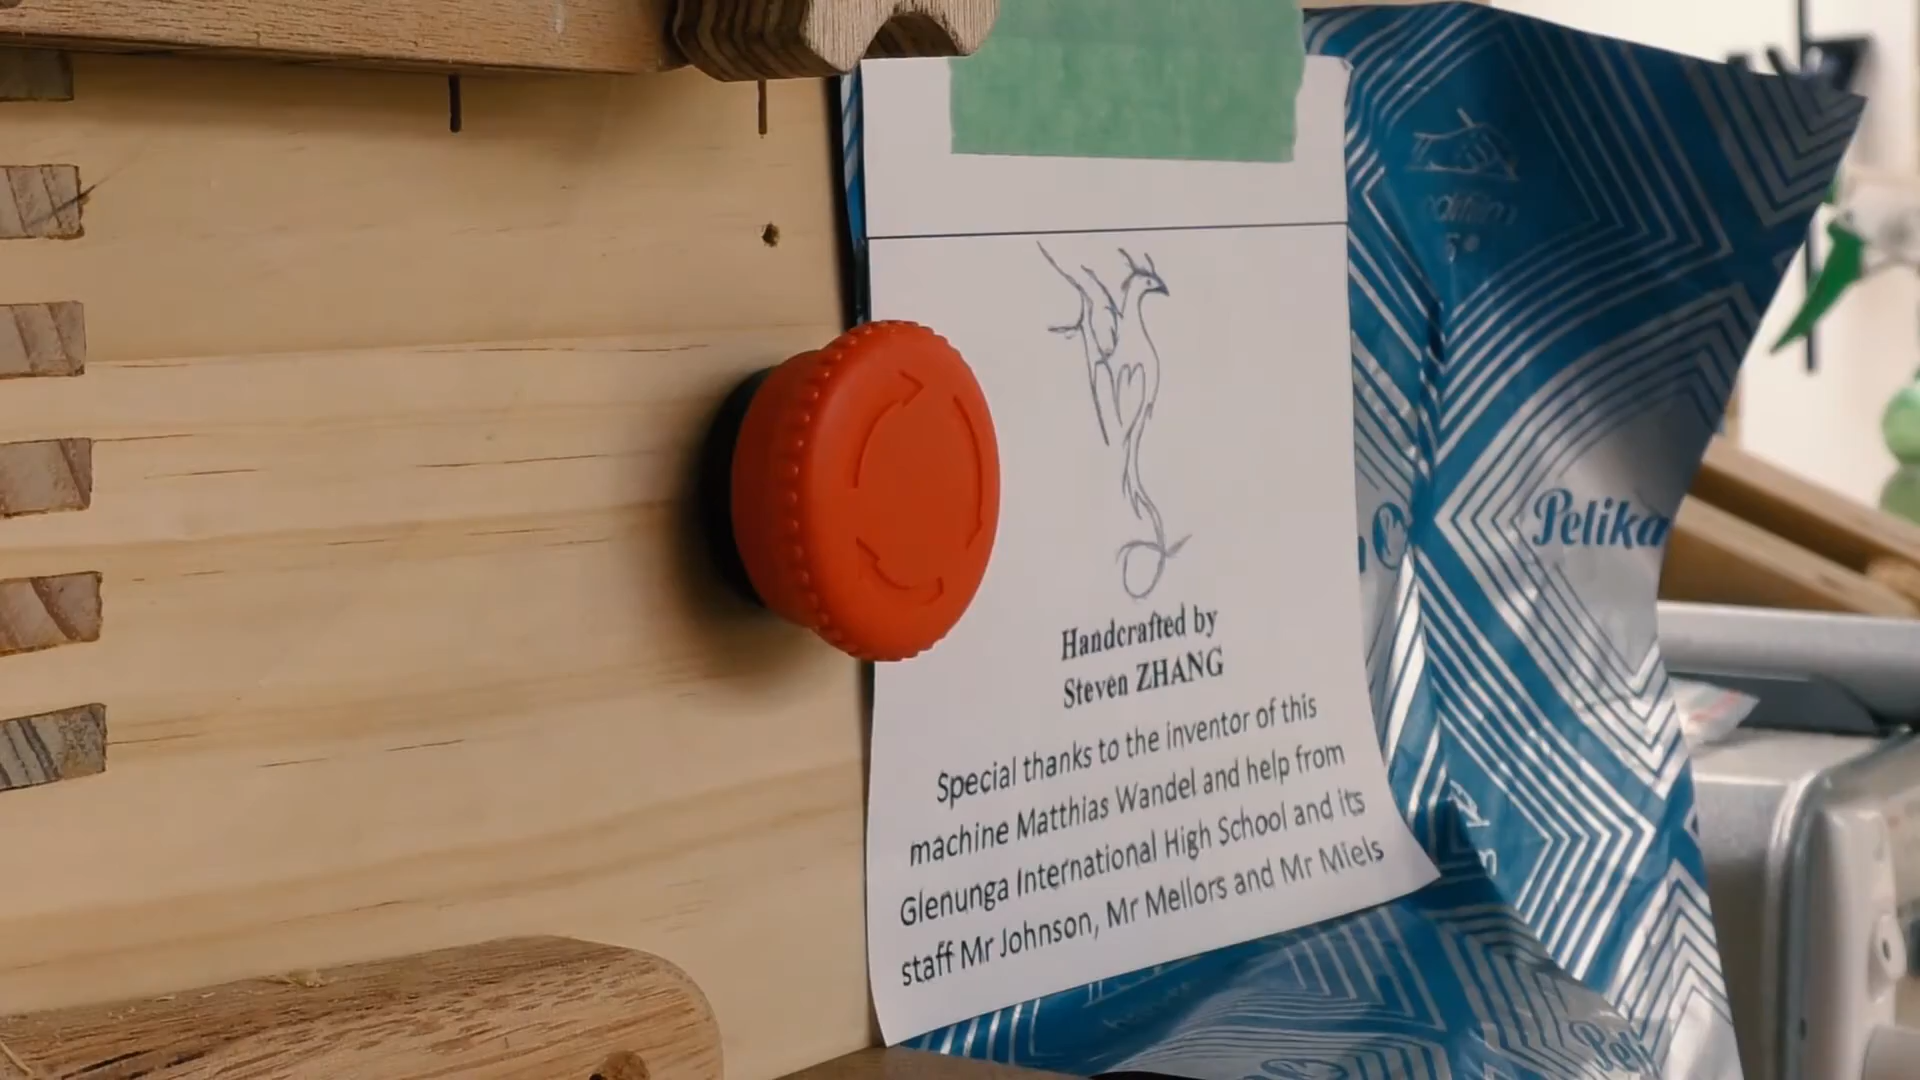 Pelika
Handcrafted by
Steven ZHANG
Special thanks to the inventor of this
machine Matthias Wandel and help from
Glenunga International High School and its
staff Mr Johnson, Mr Mellors and Mr Miels
Peli